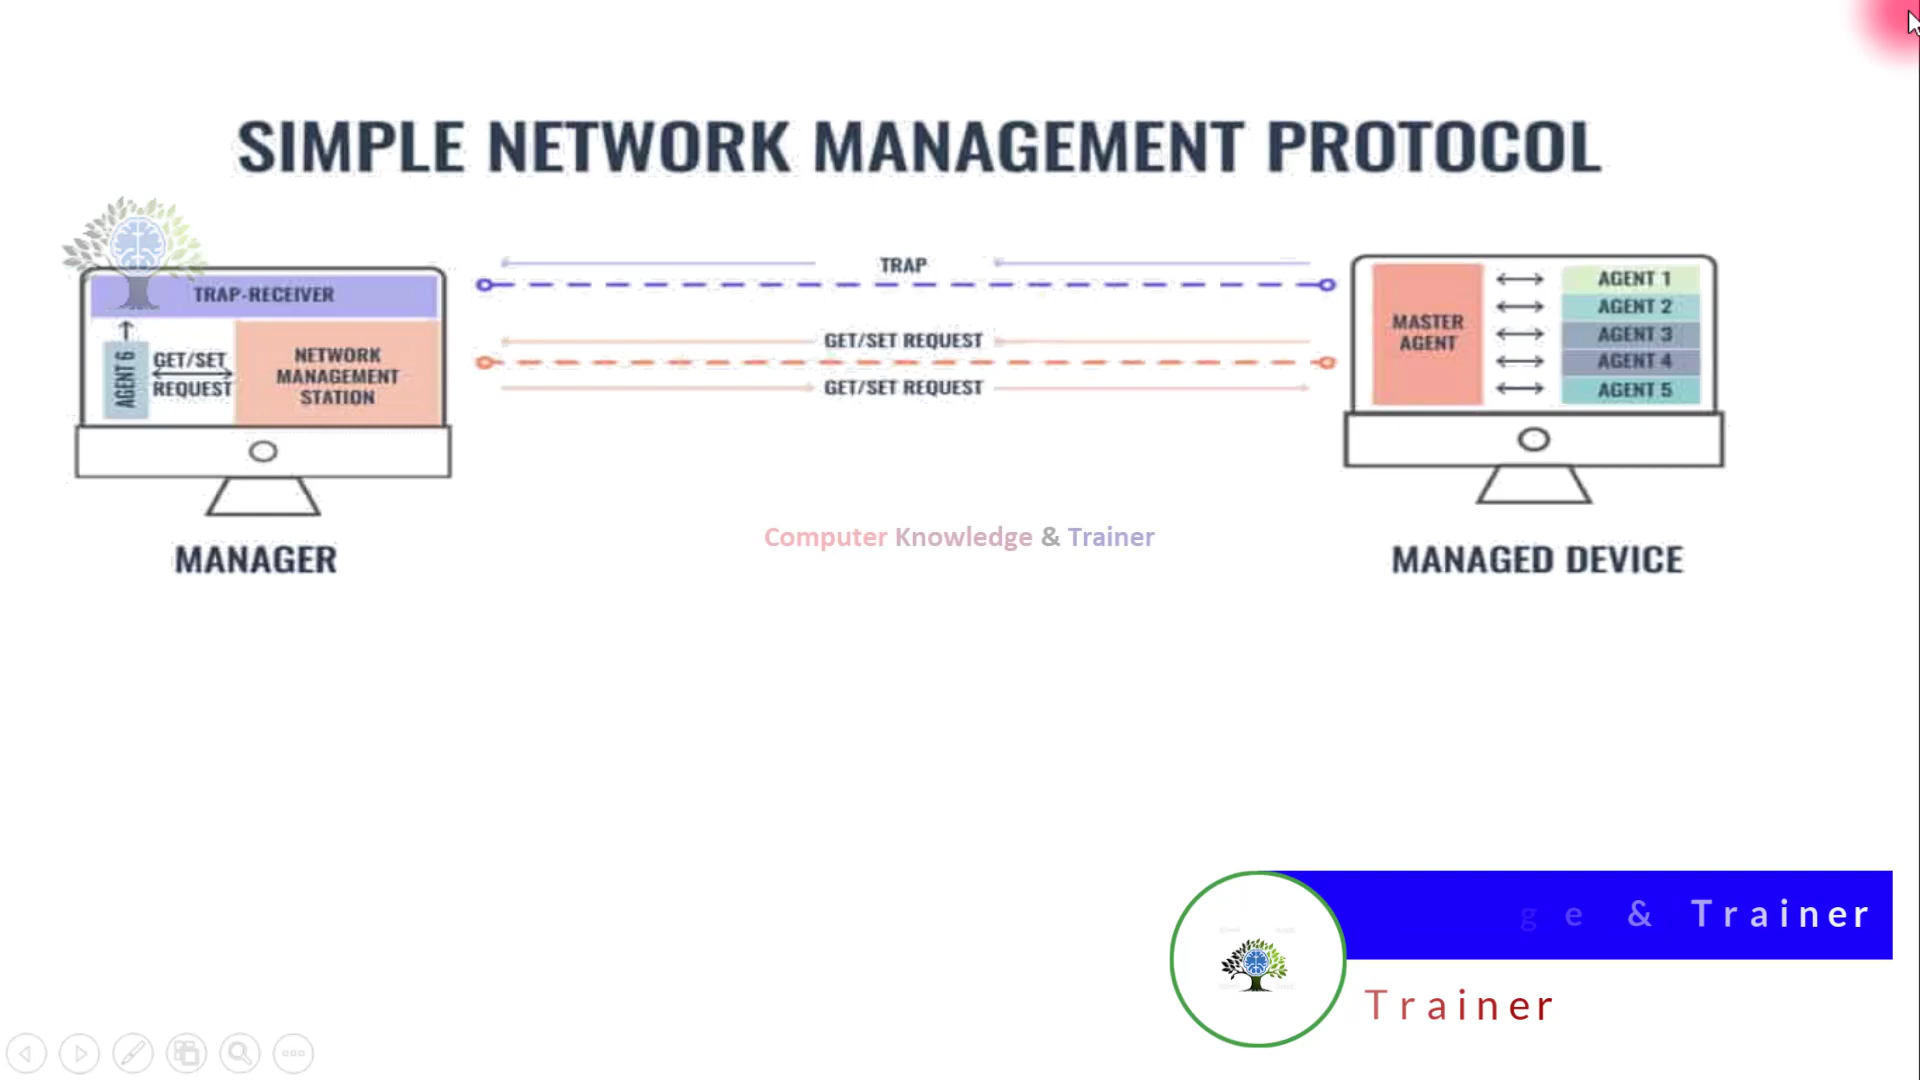 SIMPLE NETWORK MANAGEMENT PROTOCOL
TRAP-RECEIVER
AGENT 6
GET/SET
REQUEST
NETWORK
MANAGEMENT
STATION
MANAGER
TRAP
GET/SET REQUEST
GET/SET REQUEST
MASTER
AGENT
AGENT 1
AGENT 2
AGENT 3
AGENT 4
AGENT 5
MANAGED DEVICE
Computer Knowledge & Trainer
ge & Trainer
Trainer